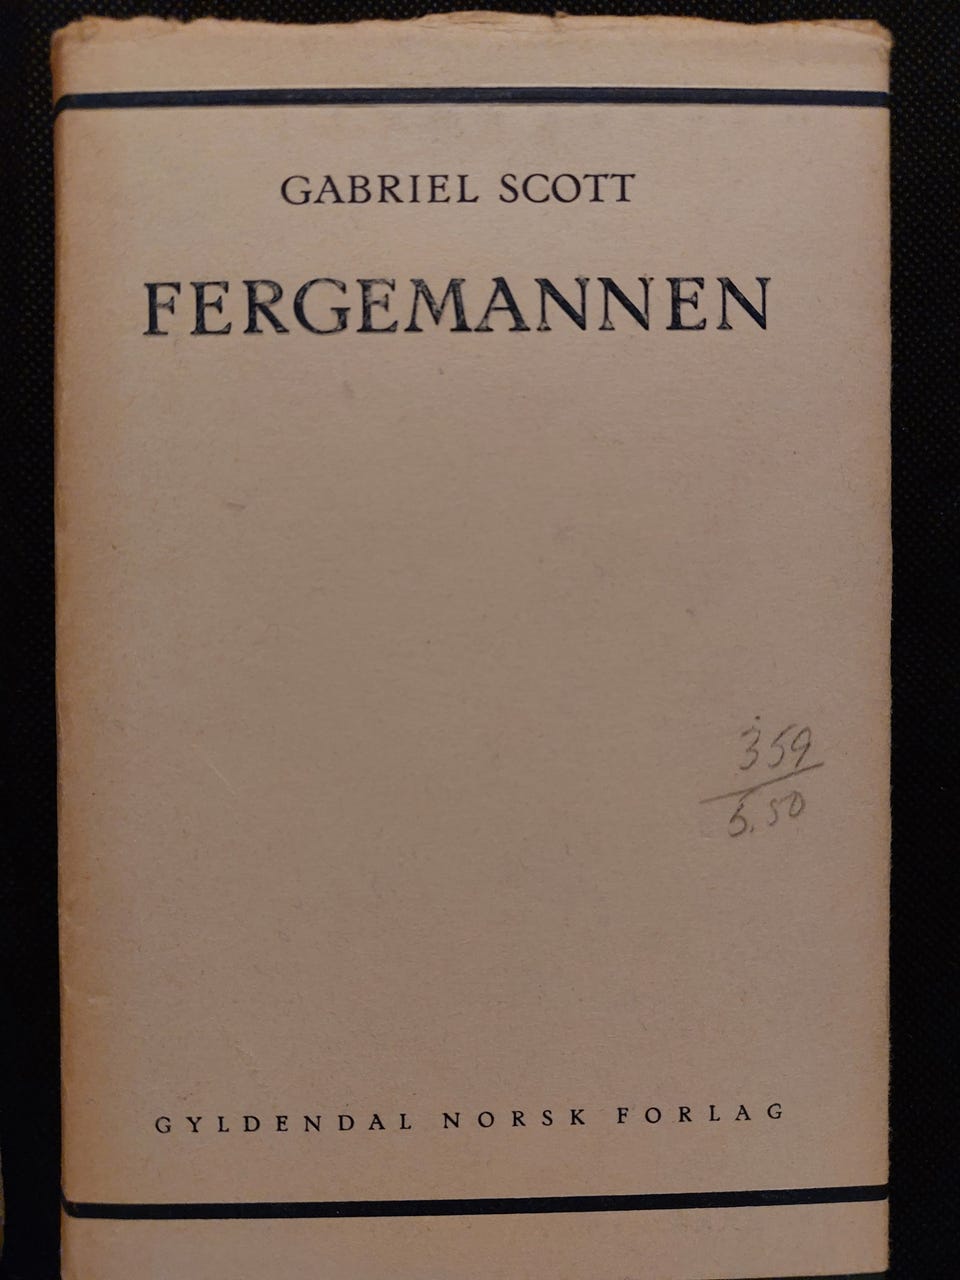 GABRIEL SCOTT
FERGEMANNEN
359
5.50
GYLDENDAL NORSK FORLAG